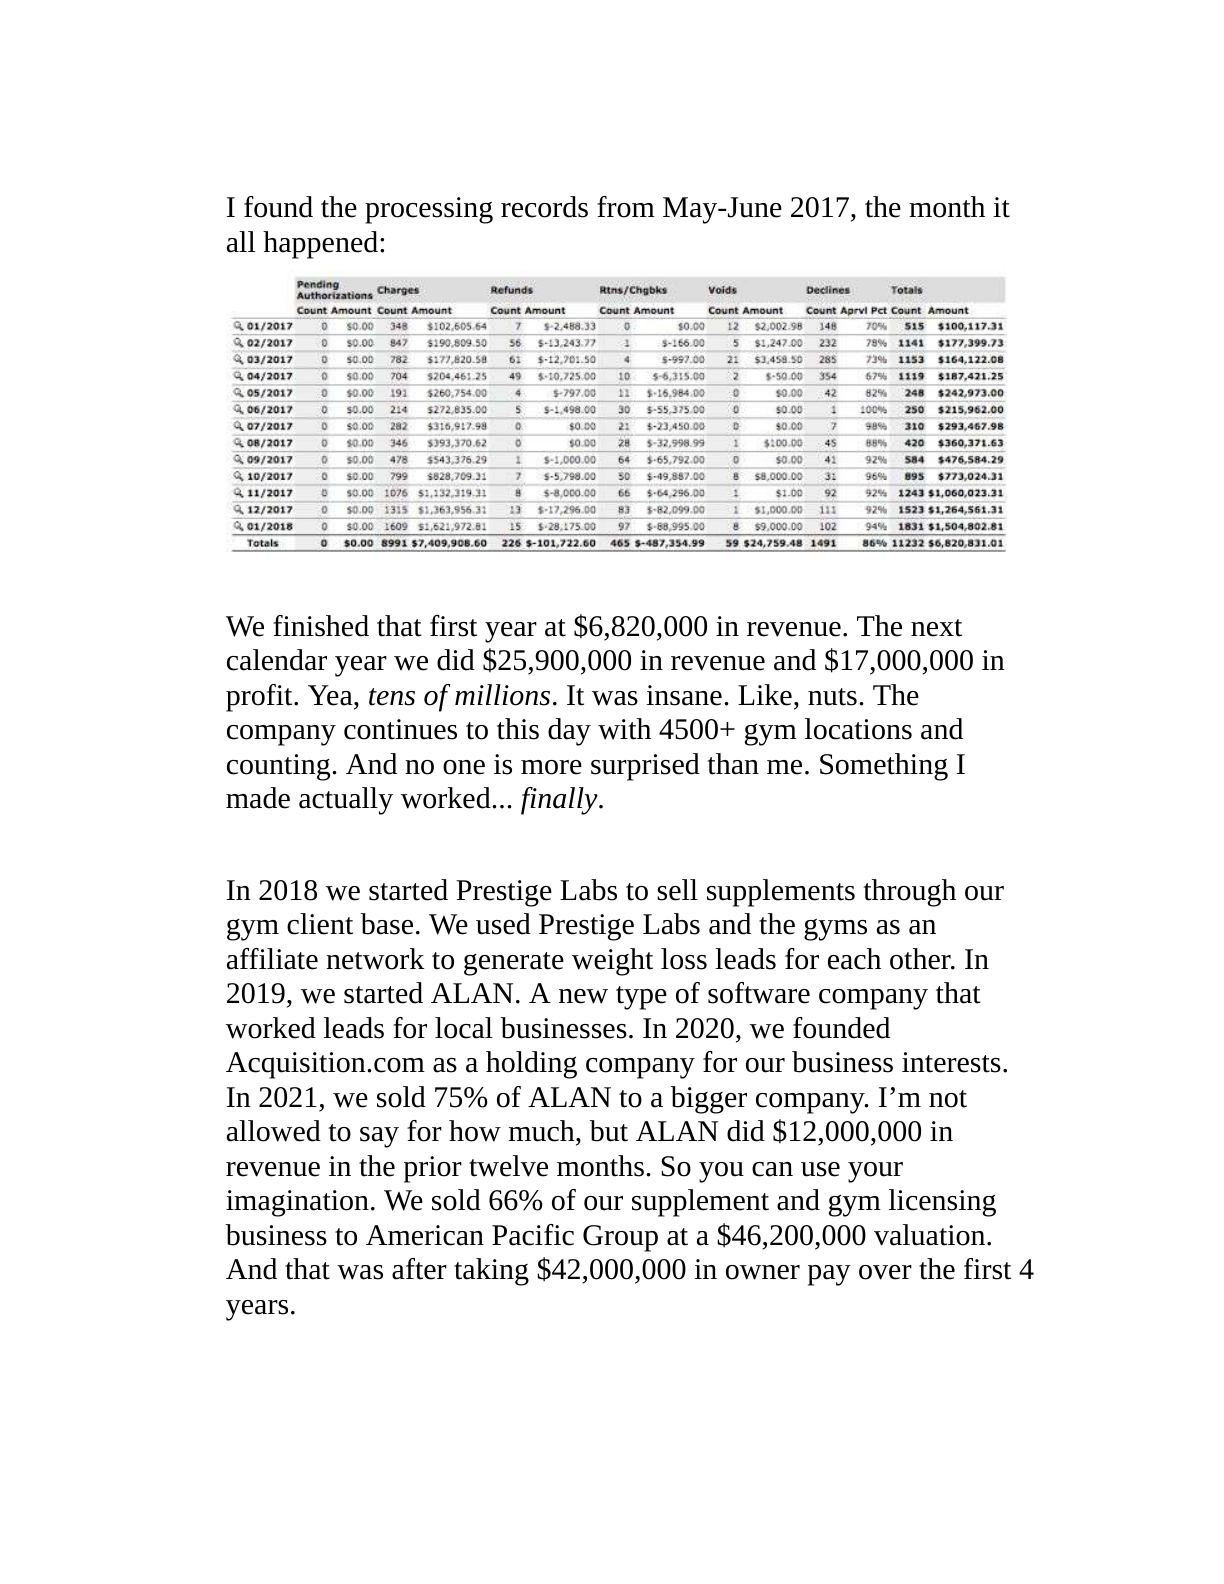 I found the processing records from May-June 2017, the month it
all happened:
Pending Authorizations Charges Refunds Rtns/Chgbks Voids Declines Totals
Count Amount Count Amount Count Amount Count Amount Count Amount Count Aprvl Pct Count Amount
01/2017 0 $0.00 348 $102,605.64 7 $-2,488.33 0 $0.00 12 $2,002.98 148 70% 515 $100,117.31
02/2017 0 $0.00 847 $190,809.50 56 $-13,243.77 1 $-166.00 5 $1,247.00 232 78% 1141 $177,399.73
03/2017 0 $0.00 782 $177,820.58 61 $-12,701.50 4 $-997.00 21 $3,458.50 285 73% 1153 $164,122.08
04/2017 0 $0.00 704 $204,461.25 49 $-10,725.00 10 $-6,315.00 2 $-50.00 354 67% 1119 $187,421.25
05/2017 0 $0.00 191 $260,754.00 4 $-797.00 11 $-16,984.00 0 $0.00 42 82% 248 $242,973.00
06/2017 0 $0.00 214 $272,835.00 5 $-1,498.00 30 $-55,375.00 0 $0.00 1 100% 250 $215,962.00
07/2017 0 $0.00 282 $316,917.98 0 $0.00 21 $-23,450.00 0 $0.00 7 98% 310 $293,467.98
08/2017 0 $0.00 346 $393,370.62 0 $0.00 28 $-32,998.99 1 $100.00 45 88% 420 $360,371.63
09/2017 0 $0.00 478 $543,376.29 1 $-1,000.00 64 $-65,792.00 0 $0.00 41 92% 584 $476,584.29
10/2017 0 $0.00 799 $828,709.31 7 $-5,798.00 50 $-49,887.00 8 $8,000.00 31 96% 895 $773,024.31
11/2017 0 $0.00 1076 $1,132,319.31 8 $-8,000.00 66 $-64,296.00 1 $1.00 92 92% 1243 $1,060,023.31
12/2017 0 $0.00 1315 $1,363,956.31 13 $-17,296.00 83 $-82,099.00 1 $1,000.00 111 92% 1523 $1,264,561.31
01/2018 0 $0.00 1609 $1,621,972.81 15 $-28,175.00 97 $-88,995.00 8 $9,000.00 102 94% 1831 $1,504,802.81
Totals 0 $0.00 8991 $7,409,908.60 226 $-101,722.60 465 $-487,354.99 59 $24,759.48 1491 86% 11232 $6,820,831.01
We finished that first year at $6,820,000 in revenue. The next
calendar year we did $25,900,000 in revenue and $17,000,000 in
profit. Yea, tens of millions. It was insane. Like, nuts. The
company continues to this day with 4500+ gym locations and
counting. And no one is more surprised than me. Something I
made actually worked... finally.
In 2018 we started Prestige Labs to sell supplements through our
gym client base. We used Prestige Labs and the gyms as an
affiliate network to generate weight loss leads for each other. In
2019, we started ALAN. A new type of software company that
worked leads for local businesses. In 2020, we founded
Acquisition.com as a holding company for our business interests.
In 2021, we sold 75% of ALAN to a bigger company. I’m not
allowed to say for how much, but ALAN did $12,000,000 in
revenue in the prior twelve months. So you can use your
imagination. We sold 66% of our supplement and gym licensing
business to American Pacific Group at a $46,200,000 valuation.
And that was after taking $42,000,000 in owner pay over the first 4
years.